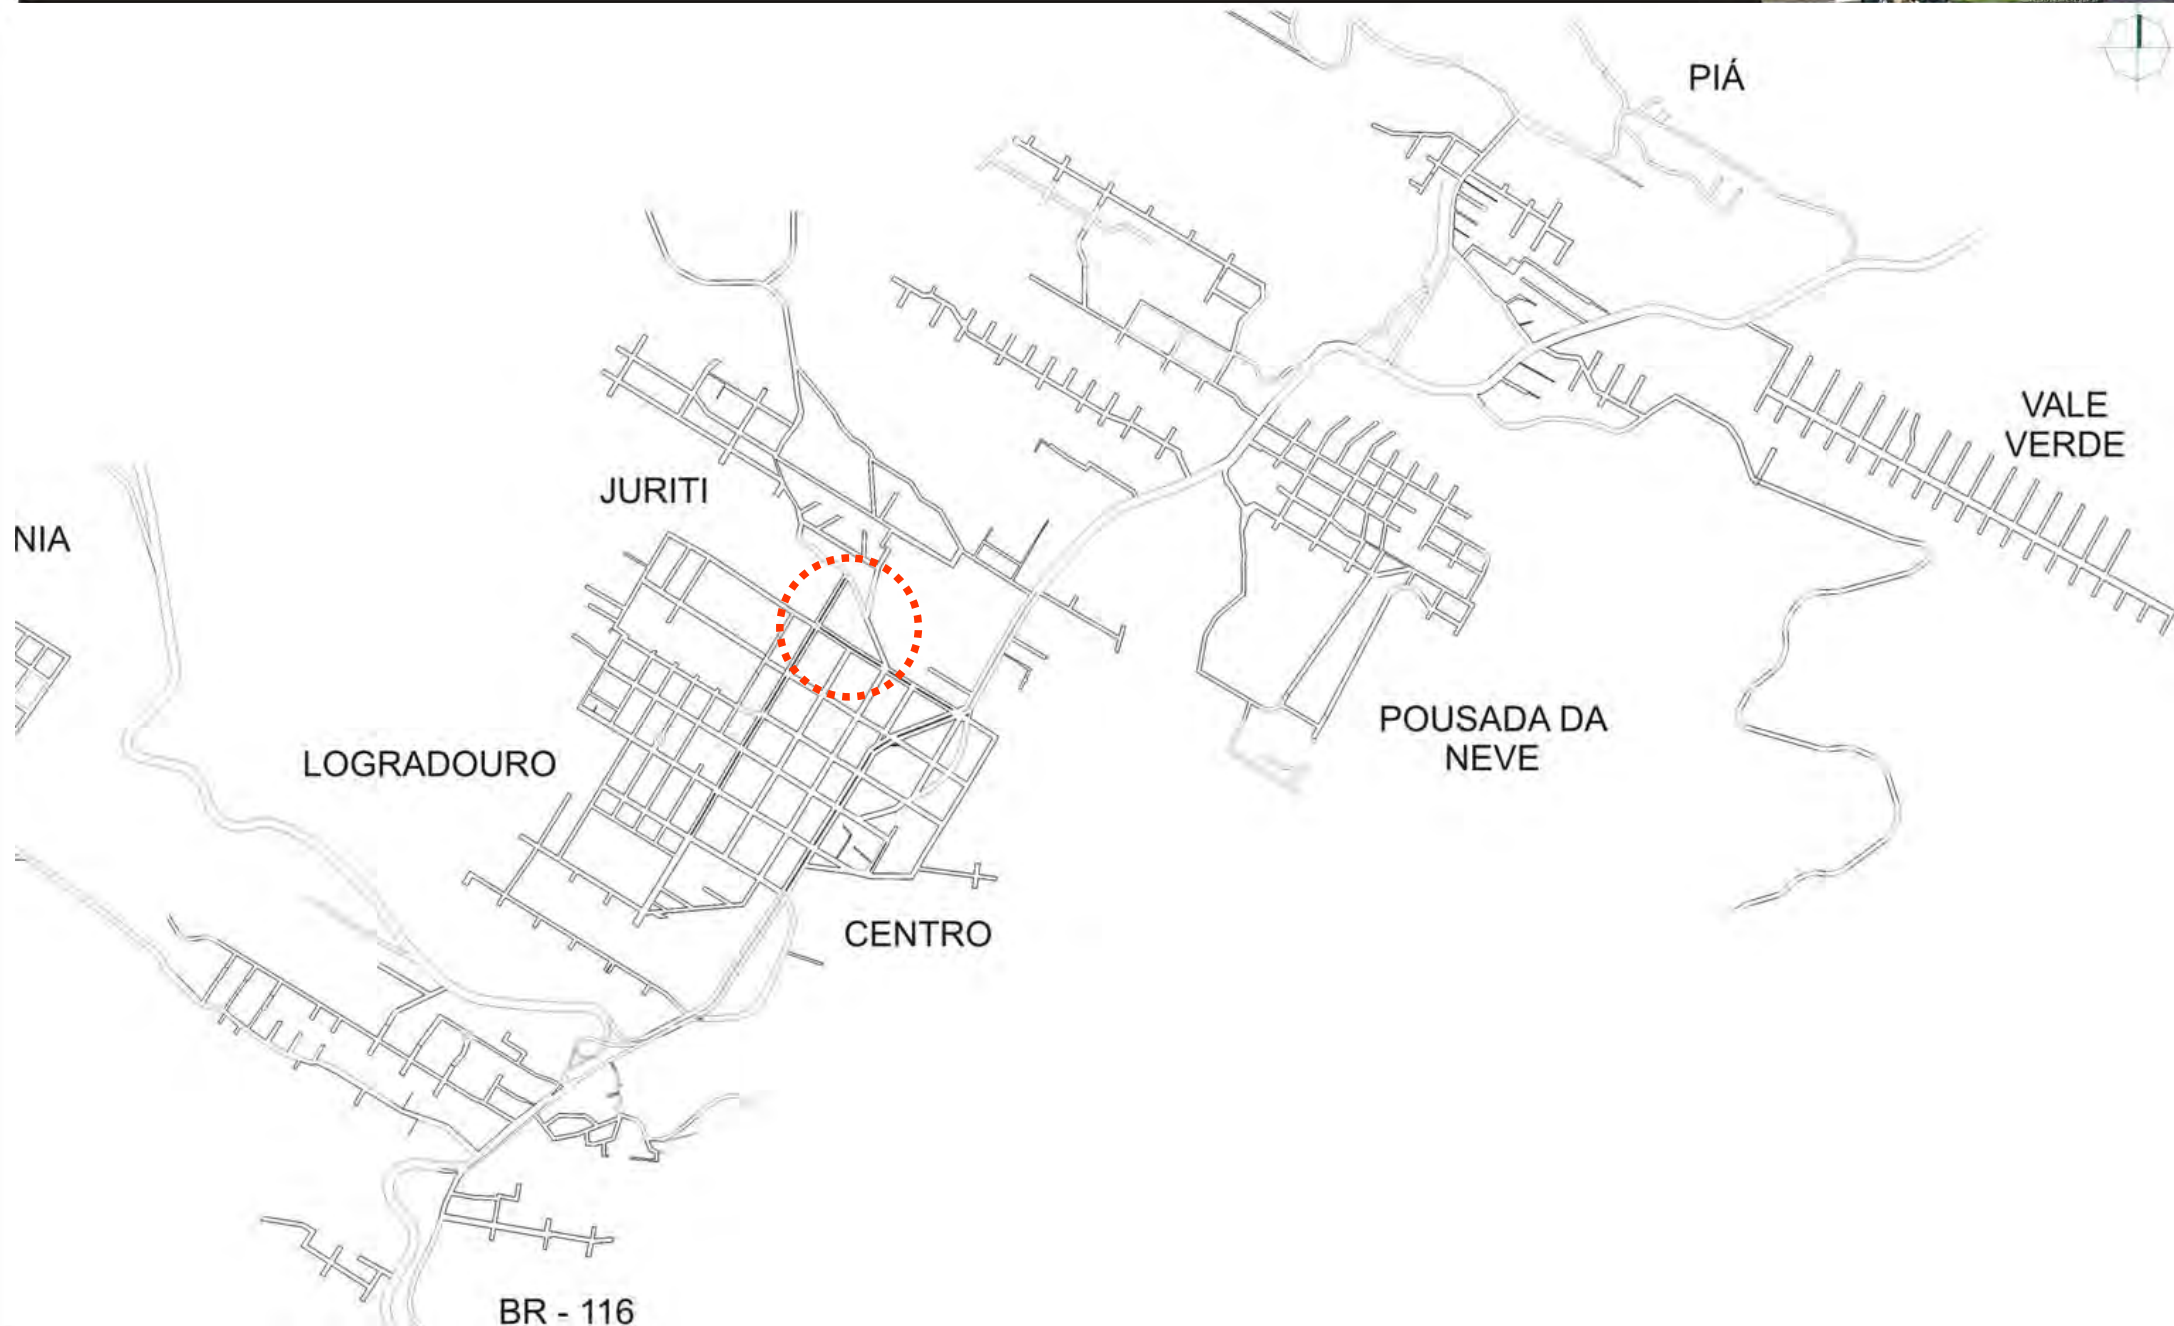 PIÁ
VALE
VERDE
JURITI
NIA
POUSADA DA
NEVE
LOGRADOURO
CENTRO
BR - 116